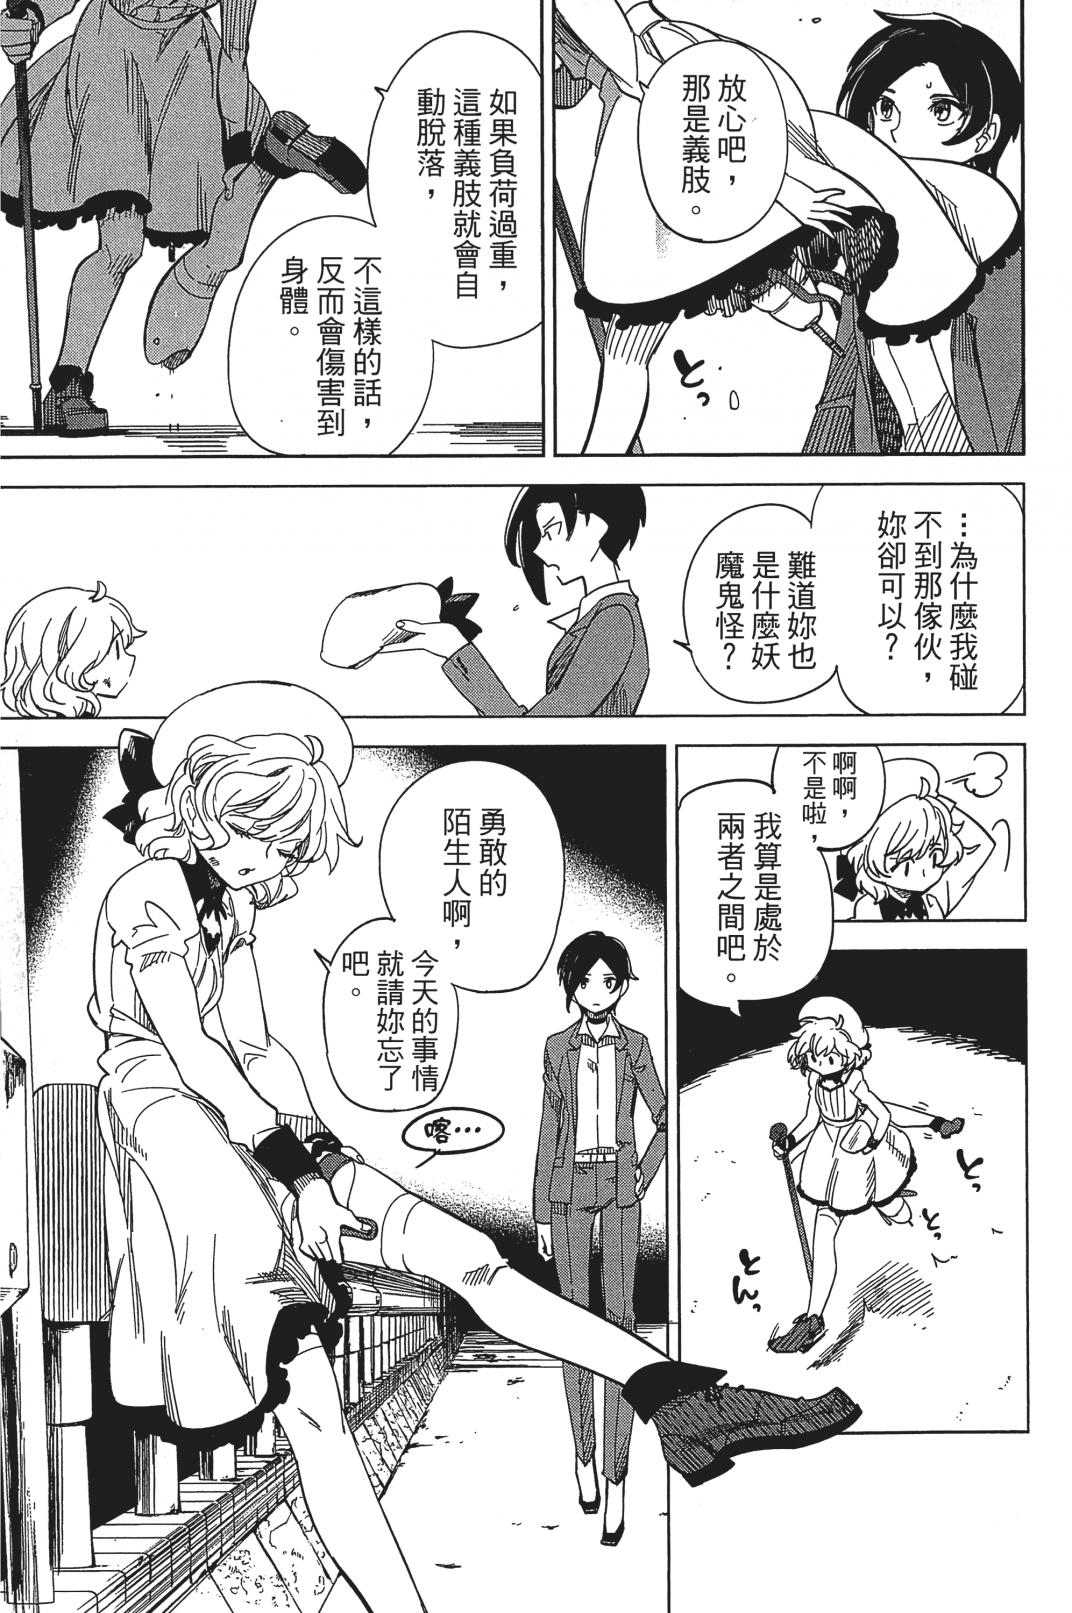 放心吧，
那是義肢。
とっ
如果負荷過重，
這種義肢就會自
動脫落，
不這樣的話，
反而會傷害到
身體。
…為什麼我碰
不到那傢伙，
妳卻可以？
難道妳也
是什麼妖
魔鬼怪？
啊啊，
不是啦，
我算是處於
兩者之間吧。
とっ
とっ
とんっ
勇敢的
陌生人啊，
今天的事情
就請妳忘了
吧。
喀…